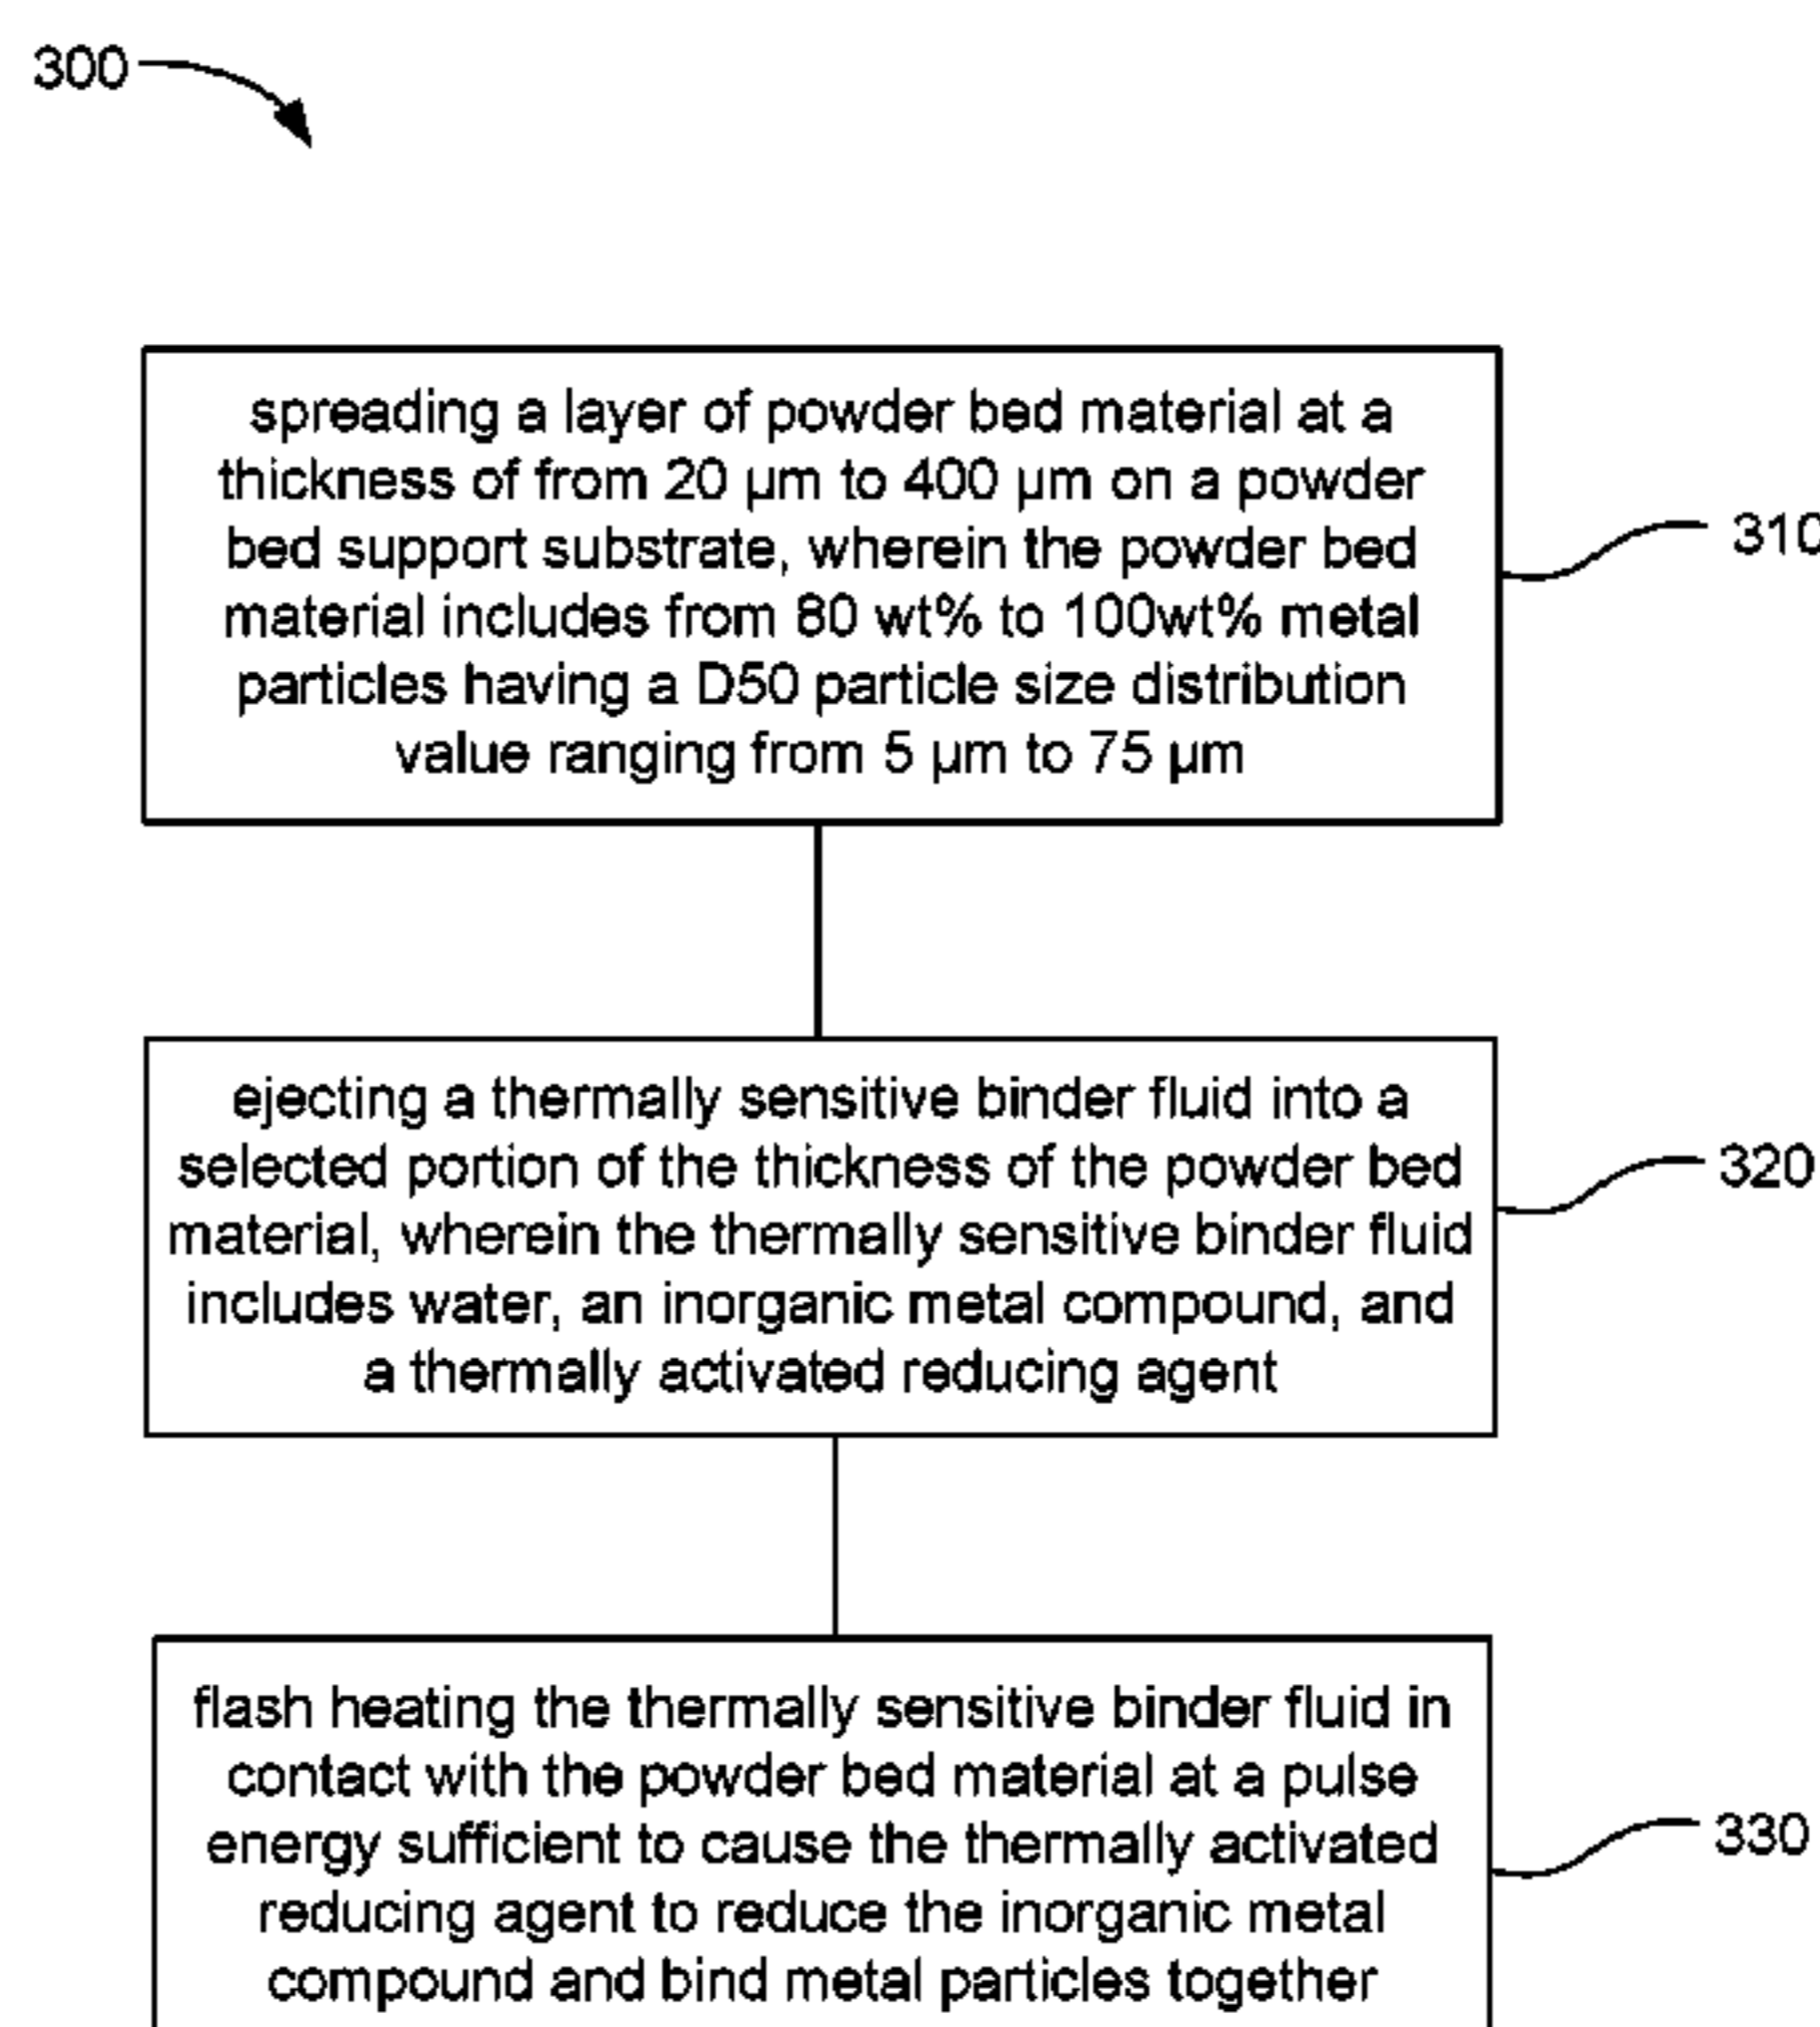 300
spreading a layer of powder bed material at a
thickness of from 20 µm to 400 µm on a powder
bed support substrate, wherein the powder bed
material includes from 80 wt% to 100wt% metal
particles having a D50 particle size distribution
value ranging from 5 µm to 75 µm
310
ejecting a thermally sensitive binder fluid into a
selected portion of the thickness of the powder bed
material, wherein the thermally sensitive binder fluid
includes water, an inorganic metal compound, and
a thermally activated reducing agent
320
flash heating the thermally sensitive binder fluid in
contact with the powder bed material at a pulse
energy sufficient to cause the thermally activated
reducing agent to reduce the inorganic metal
compound and bind metal particles together
330